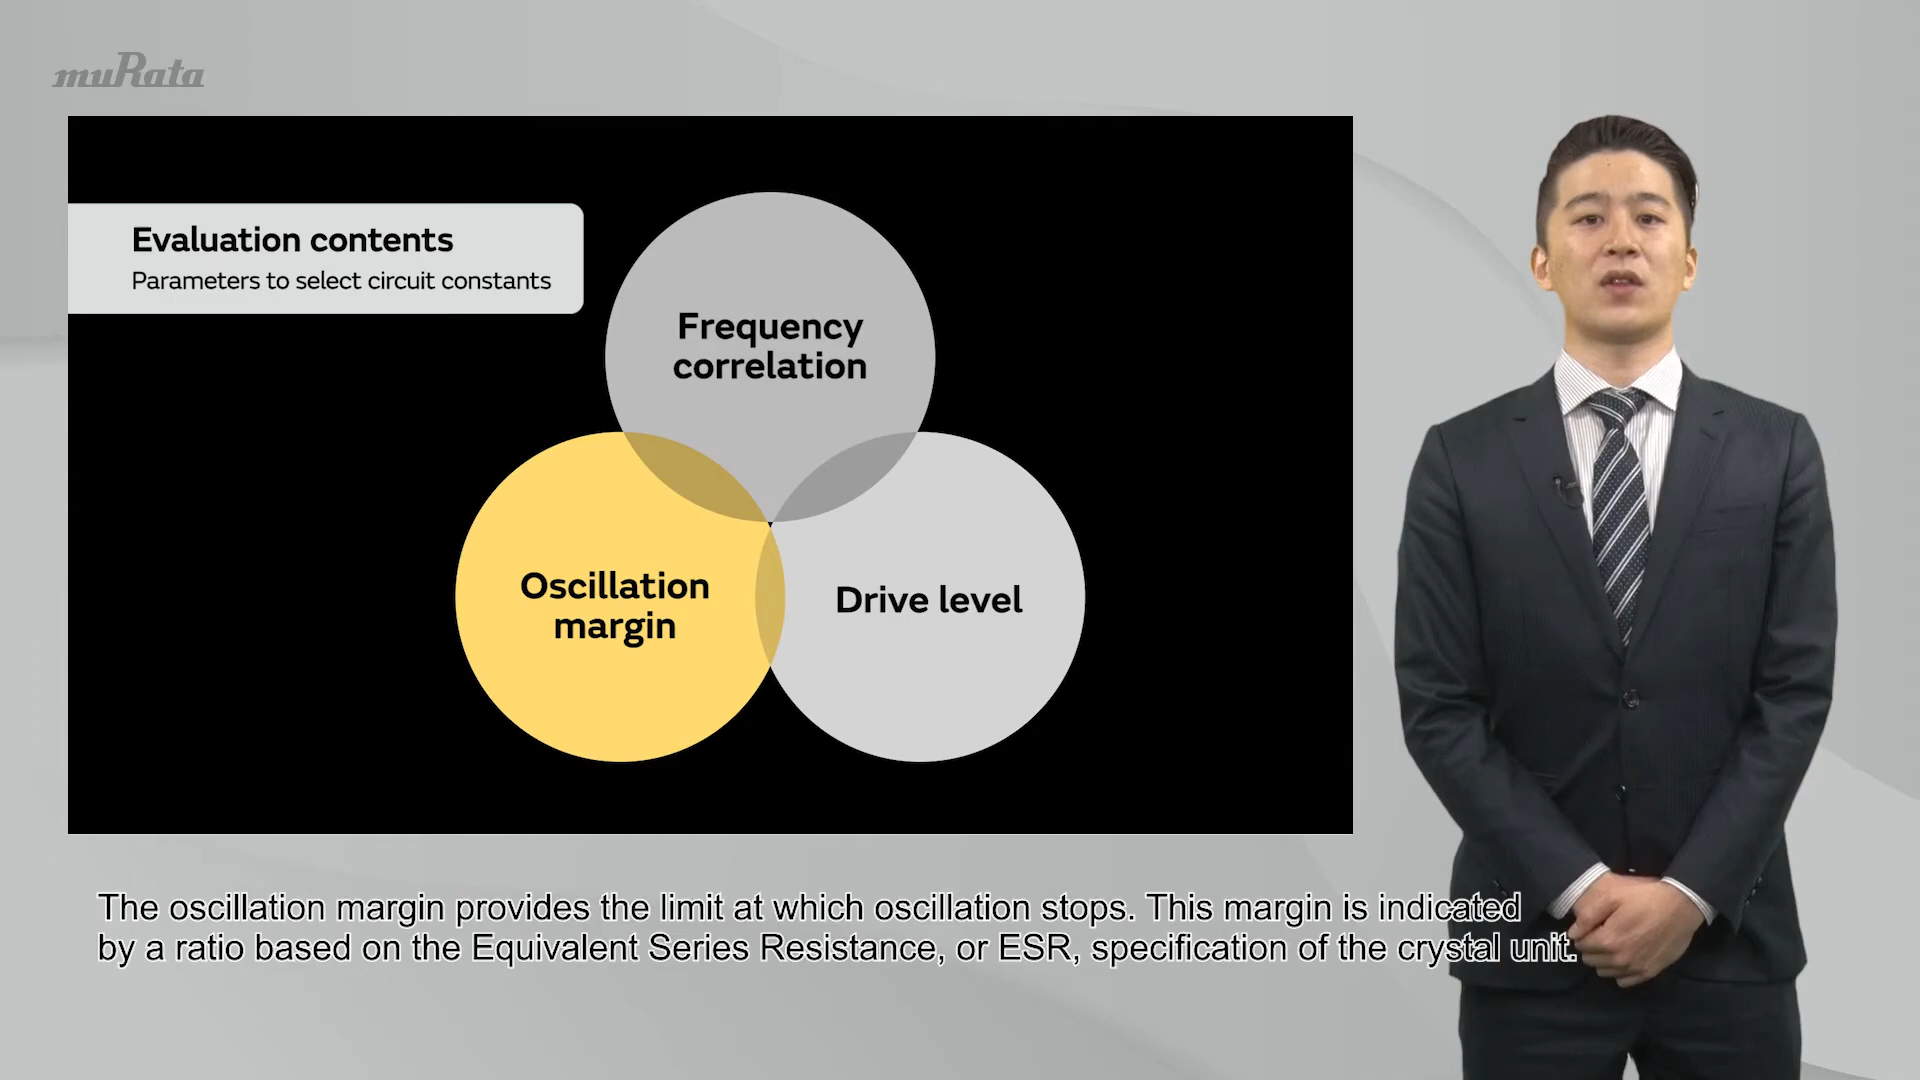 muRata
Evaluation contents
Parameters to select circuit constants
Frequency
correlation
Oscillation
margin
Drive level
The oscillation margin provides the limit at which oscillation stops. This margin is indicated
by a ratio based on the Equivalent Series Resistance, or ESR, specification of the crystal unit.